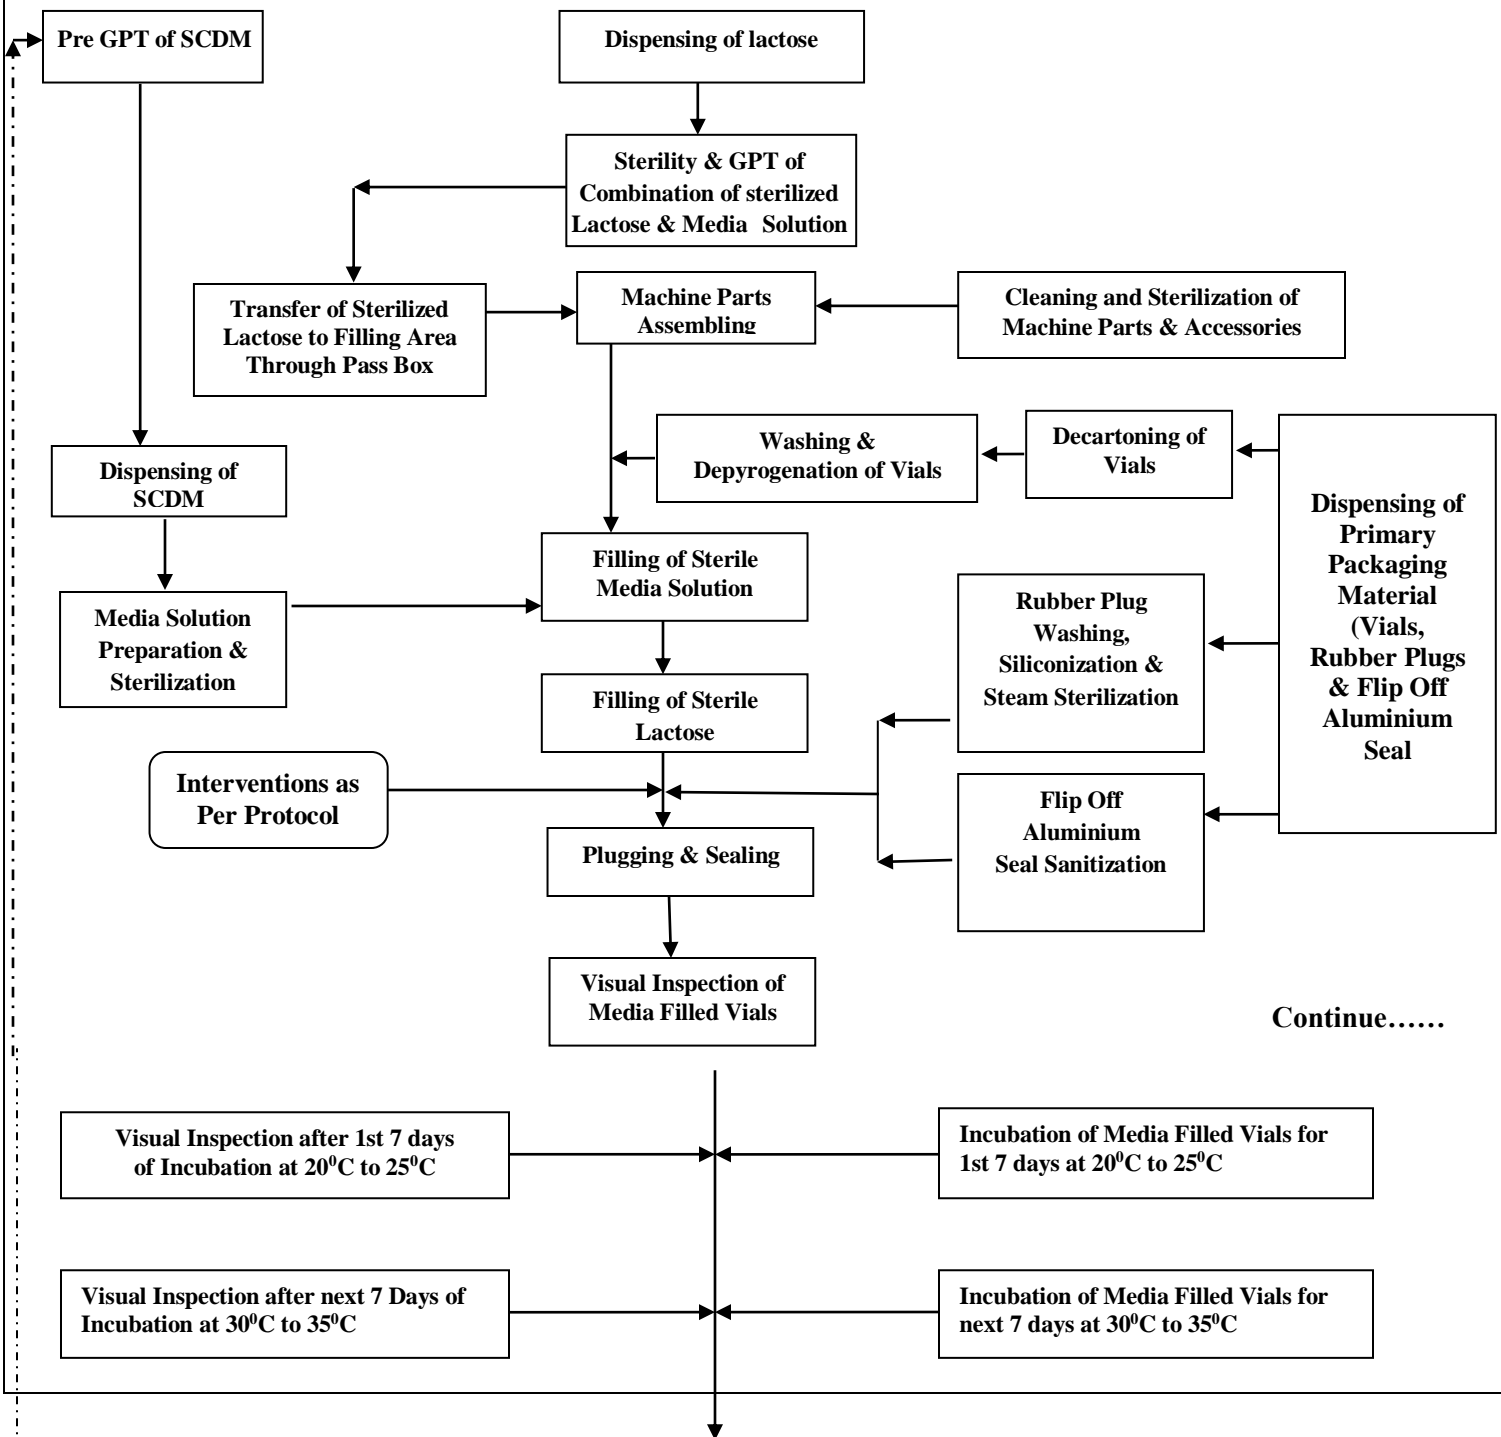 Pre GPT of SCDM
Dispensing of lactose
Sterility & GPT of
Combination of sterilized
Lactose & Media Solution
Transfer of Sterilized
Lactose to Filling Area
Through Pass Box
Machine Parts
Assembling
Cleaning and Sterilization of
Machine Parts & Accessories
Washing &
Depyrogenation of Vials
Decartoning of
Vials
Dispensing of
Primary
Packaging
Material
(Vials,
Rubber Plugs
& Flip Off
Aluminium
Seal
Dispensing of
SCDM
Filling of Sterile
Media Solution
Media Solution
Preparation &
Sterilization
Rubber Plug
Washing,
Siliconization &
Steam Sterilization
Filling of Sterile
Lactose
Interventions as
Per Protocol
Flip Off
Aluminium
Seal Sanitization
Plugging & Sealing
Visual Inspection of
Media Filled Vials
Continue……
Visual Inspection after 1st 7 days
of Incubation at 20⁰C to 25⁰C
Incubation of Media Filled Vials for
1st 7 days at 20⁰C to 25⁰C
Visual Inspection after next 7 Days of
Incubation at 30⁰C to 35⁰C
Incubation of Media Filled Vials for
next 7 days at 30⁰C to 35⁰C